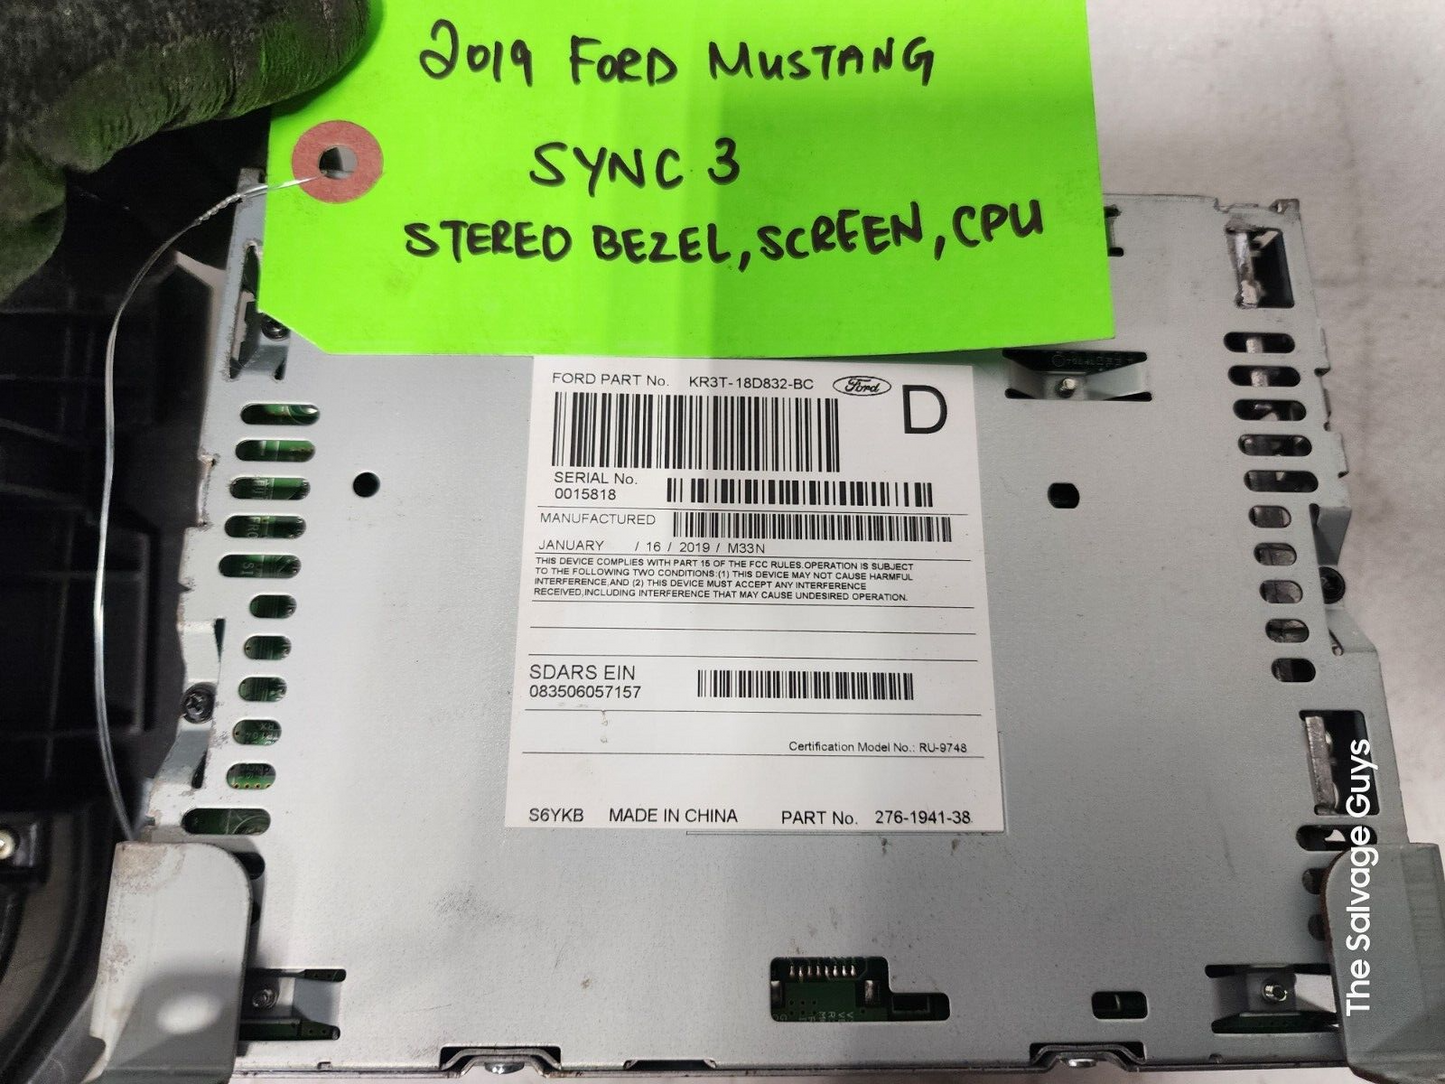 2019 FORD MUSTANG
SYNC 3
STEREO BEZEL, SCREEN, CPU
FORD PART No. KR3T-18D832-BC Ford
D
SERIAL No.
0015818
MANUFACTURED
JANUARY / 16 / 2019 / M33N
THIS DEVICE COMPLIES WITH PART 15 OF THE FCC RULES.OPERATION IS SUBJECT
TO THE FOLLOWING TWO CONDITIONS:(1) THIS DEVICE MAY NOT CAUSE HARMFUL
INTERFERENCE,AND (2) THIS DEVICE MUST ACCEPT ANY INTERFERENCE
RECEIVED,INCLUDING INTERFERENCE THAT MAY CAUSE UNDESIRED OPERATION.
SDARS EIN
083506057157
Certification Model No.: RU-9748
S6YKB MADE IN CHINA PART No. 276-1941-38
The Salvage Guys